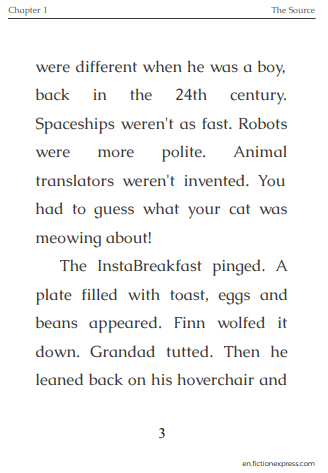 Chapter 1 The Source
were different when he was a boy,
back in the 24th century.
Spaceships weren't as fast. Robots
were more polite. Animal
translators weren't invented. You
had to guess what your cat was
meowing about!
The InstaBreakfast pinged. A
plate filled with toast, eggs and
beans appeared. Finn wolfed it
down. Grandad tutted. Then he
leaned back on his hoverchair and
3
en.fictionexpress.com